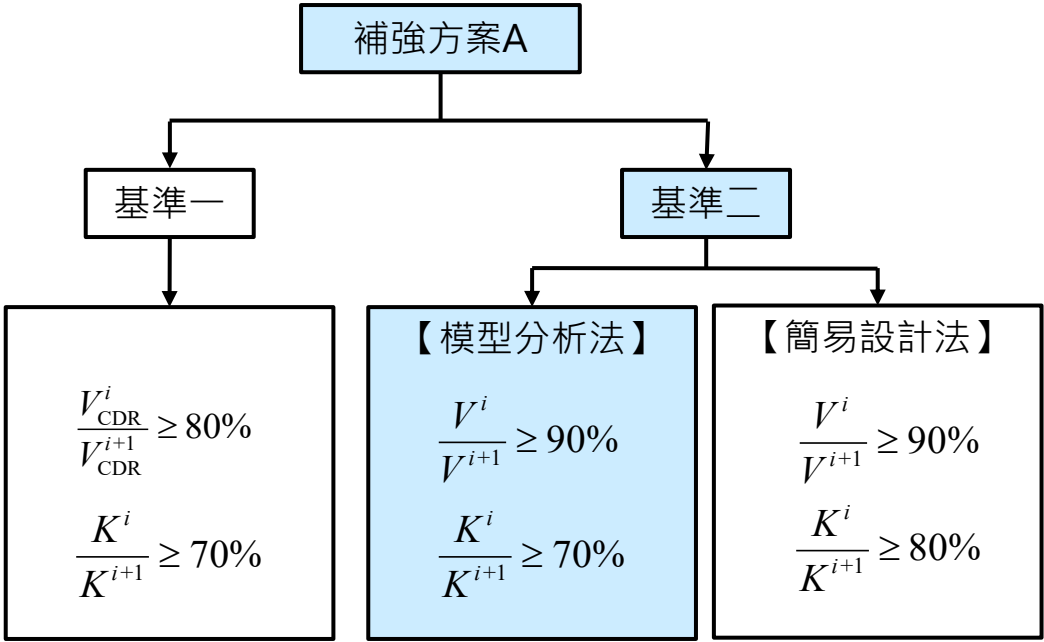 補強方案A
基準一
基準二
V^i_CDR / V^{i+1}_CDR ≥ 80%
K^i / K^{i+1} ≥ 70%
【模型分析法】
V^i / V^{i+1} ≥ 90%
K^i / K^{i+1} ≥ 70%
【簡易設計法】
V^i / V^{i+1} ≥ 90%
K^i / K^{i+1} ≥ 80%